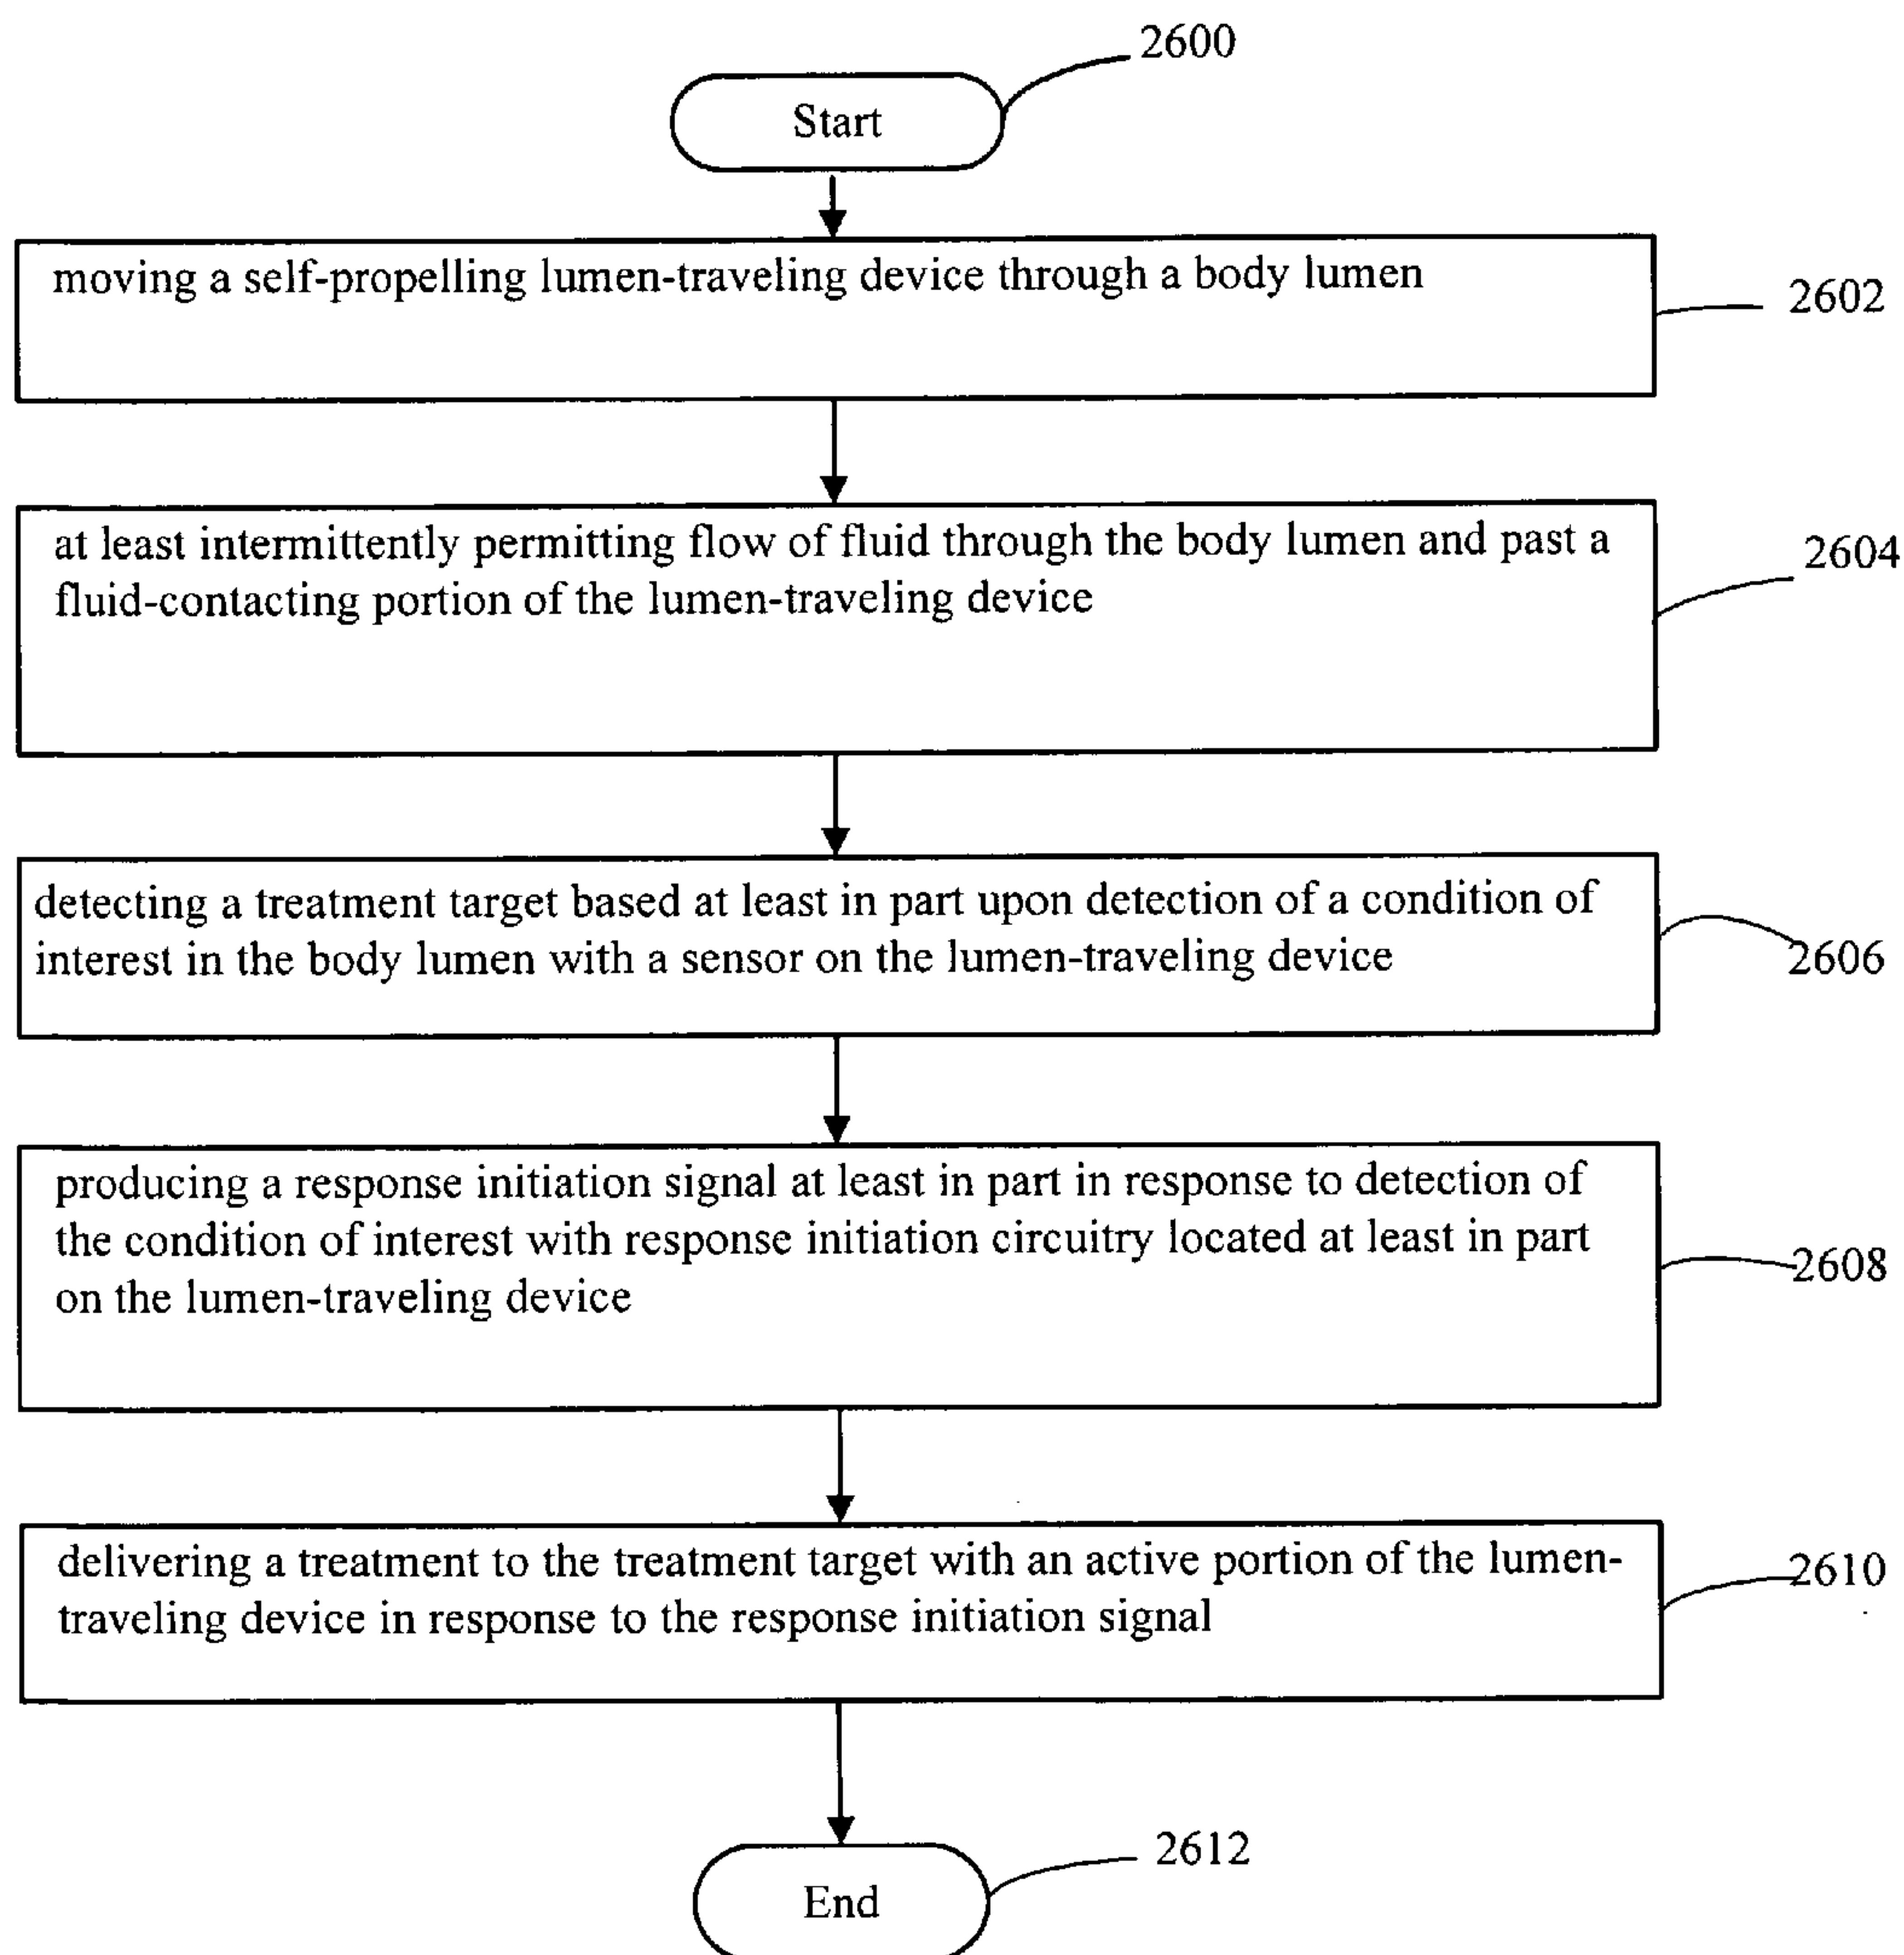 2600
Start
moving a self-propelling lumen-traveling device through a body lumen
2602
at least intermittently permitting flow of fluid through the body lumen and past a
fluid-contacting portion of the lumen-traveling device
2604
detecting a treatment target based at least in part upon detection of a condition of
interest in the body lumen with a sensor on the lumen-traveling device
2606
producing a response initiation signal at least in part in response to detection of
the condition of interest with response initiation circuitry located at least in part
on the lumen-traveling device
2608
delivering a treatment to the treatment target with an active portion of the lumen-
traveling device in response to the response initiation signal
2610
2612
End